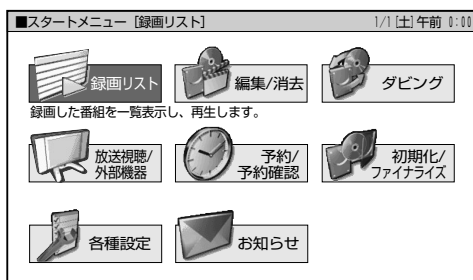 ■スタートメニュー［録画リスト］ 1/1[土]午前 0:00
録画リスト
編集/消去
ダビング
録画した番組を一覧表示し、再生します。
放送視聴/
外部機器
予約/
予約確認
初期化/
ファイナライズ
各種設定
お知らせ